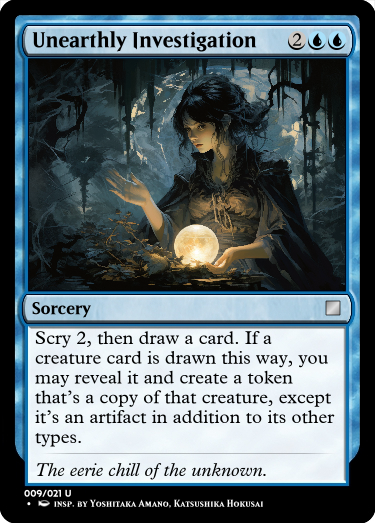 Unearthly Investigation 2
Sorcery
Scry 2, then draw a card. If a
creature card is drawn this way, you
may reveal it and create a token
that's a copy of that creature, except
it's an artifact in addition to its other
types.
The eerie chill of the unknown.
009/021 U
• INSP. BY YOSHITAKA AMANO, KATSUSHIKA HOKUSAI